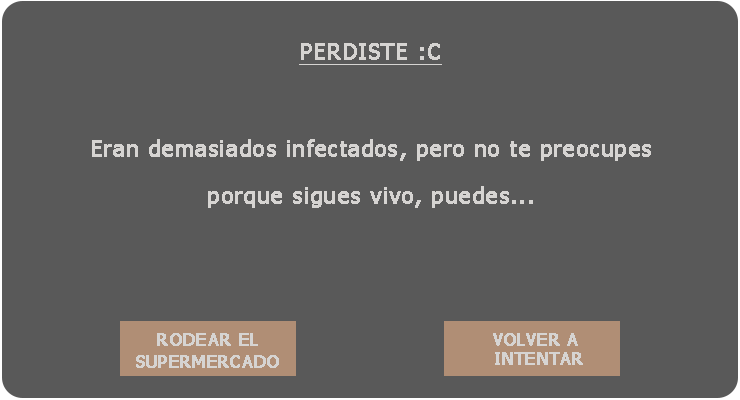 PERDISTE :C
Eran demasiados infectados, pero no te preocupes
porque sigues vivo, puedes...
RODEAR EL
SUPERMERCADO
VOLVER A
INTENTAR